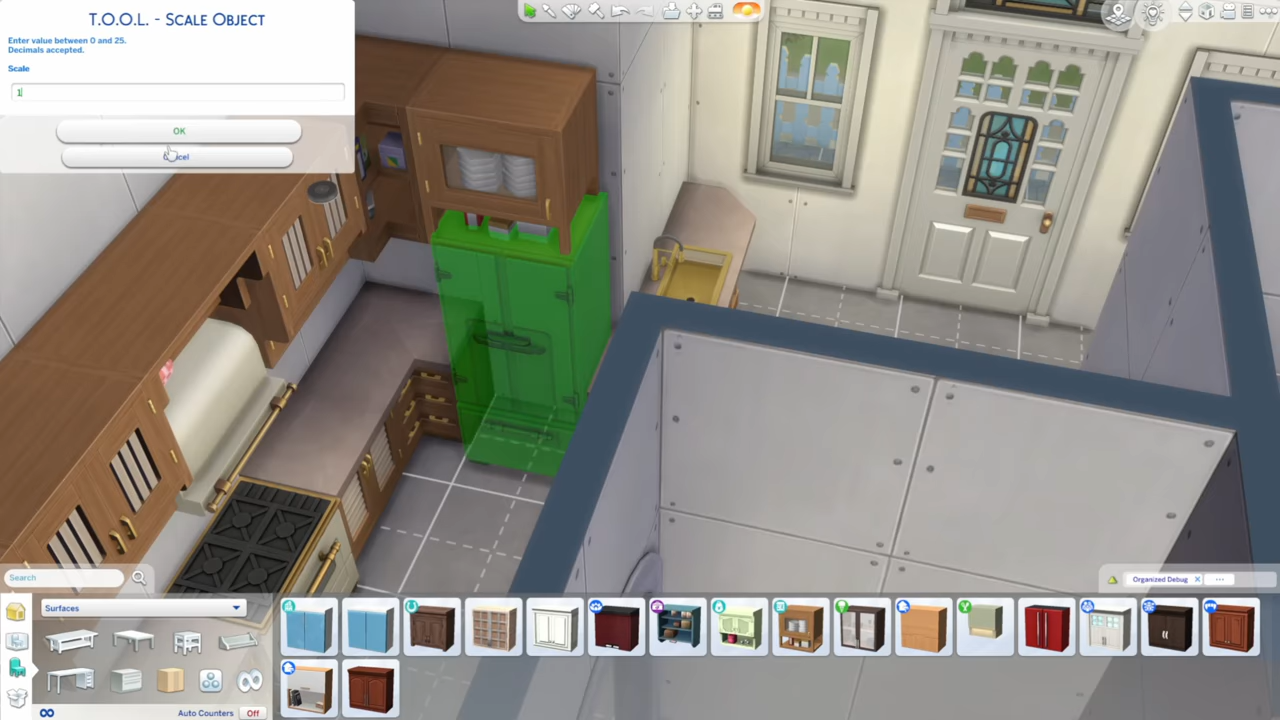 T.O.O.L. - Scale Object
Enter value between 0 and 25.
Decimals accepted.
Scale
1
OK
Cancel
Search
Organized Debug
Surfaces
Auto Counters
Off